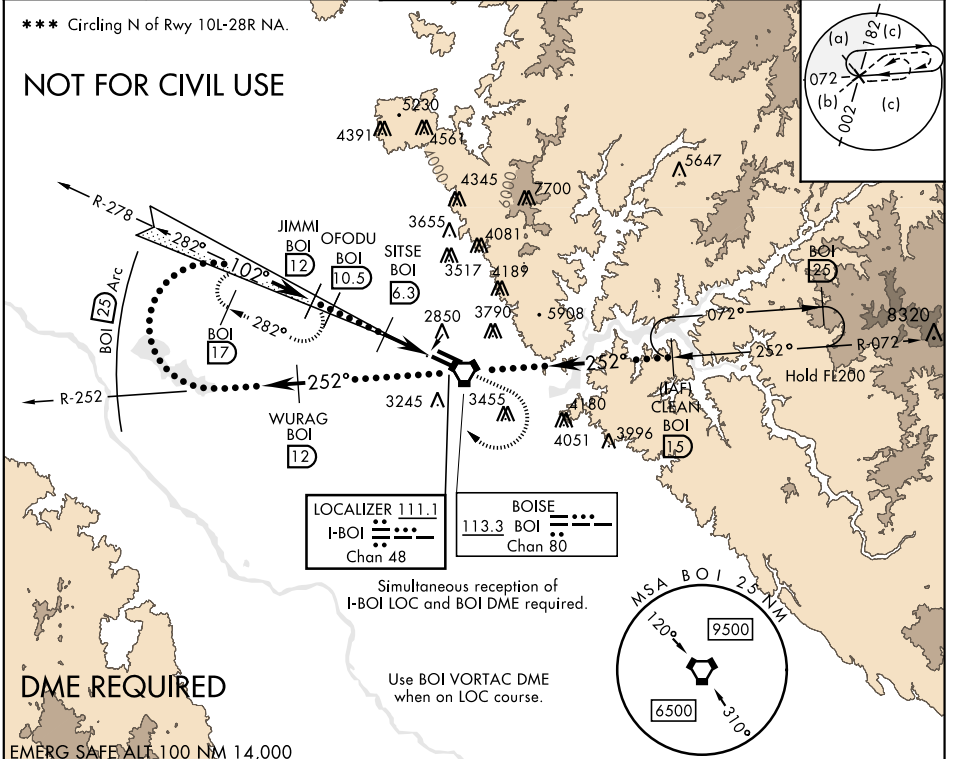 *** Circling N of Rwy 10L-28R NA.
NOT FOR CIVIL USE
(a)
182
(c)
072
(b)
(c)
002
5230
4391
4561
4000
6000
5647
4345
7700
R-278
3655
4081
282°
102°
JIMMI
BOI
12
OFODU
BOI
10.5
SITSE
BOI
6.3
3517
4189
BOI
25
BOI 25 Arc
282°
BOI
17
2850
3790
5908
072°
8320
252°
252°
252°
R-072
Hold FL200
R-252
WURAG
BOI
12
3245
3455
4180
4051
3996
(IAF)
CLEAN
BOI
15
LOCALIZER 111.1
I-BOI
Chan 48
BOISE
113.3 BOI
Chan 80
Simultaneous reception of
I-BOI LOC and BOI DME required.
MSA BOI 25 NM
120°
9500
6500
310°
Use BOI VORTAC DME
when on LOC course.
DME REQUIRED
EMERG SAFE ALT 100 NM 14,000